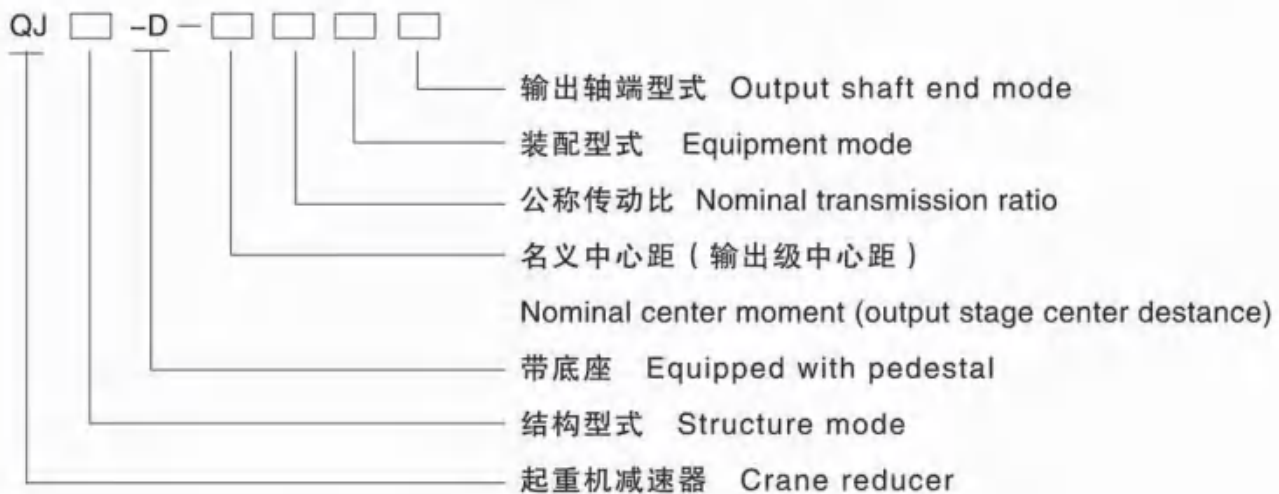 QJ □ -D - □ □ □ □
输出轴端型式 Output shaft end mode
装配型式 Equipment mode
公称传动比 Nominal transmission ratio
名义中心距（输出级中心距）
Nominal center moment (output stage center destance)
带底座 Equipped with pedestal
结构型式 Structure mode
起重机减速器 Crane reducer